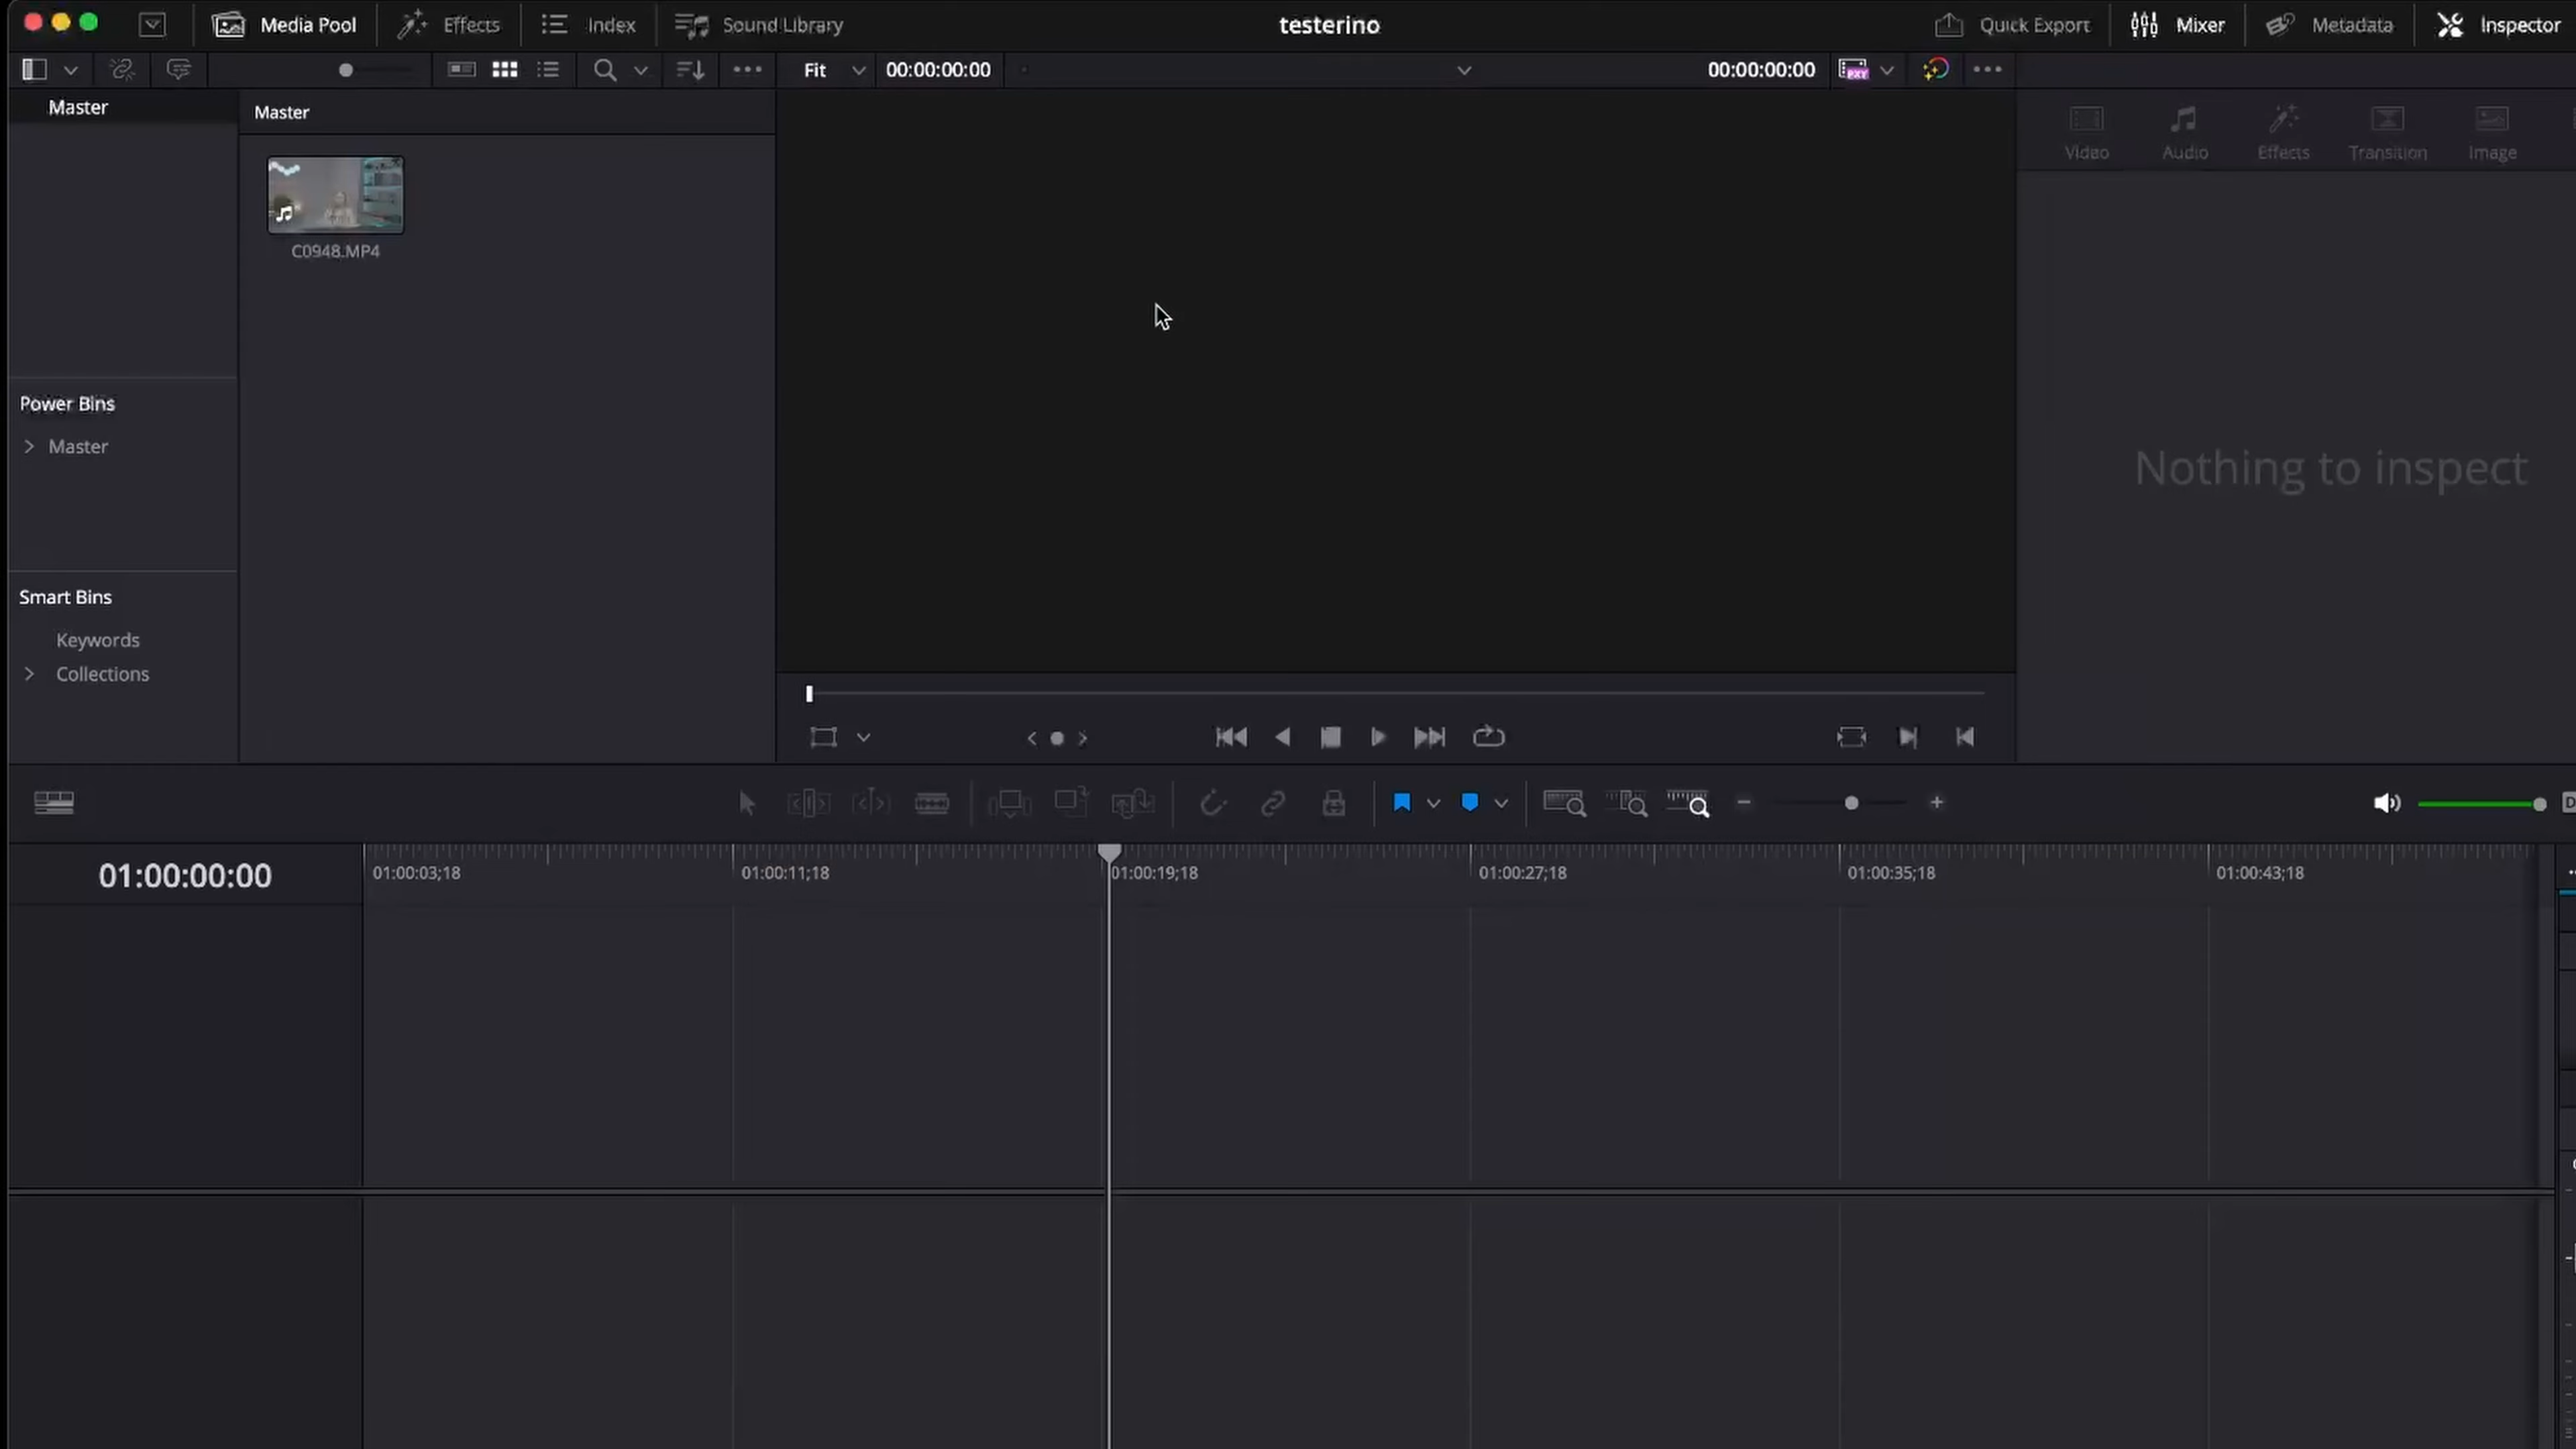 Media Pool Effects Index Sound Library testerino Quick Export Mixer Metadata Inspector
Fit 00:00:00:00 00:00:00:00 PXY
Master Master
Video Audio Effects Transition Image
C0948.MP4
Power Bins
Master
Nothing to inspect
Smart Bins
Keywords
Collections
01:00:00:00 01:00:03;18 01:00:11;18 01:00:19;18 01:00:27;18 01:00:35;18 01:00:43;18